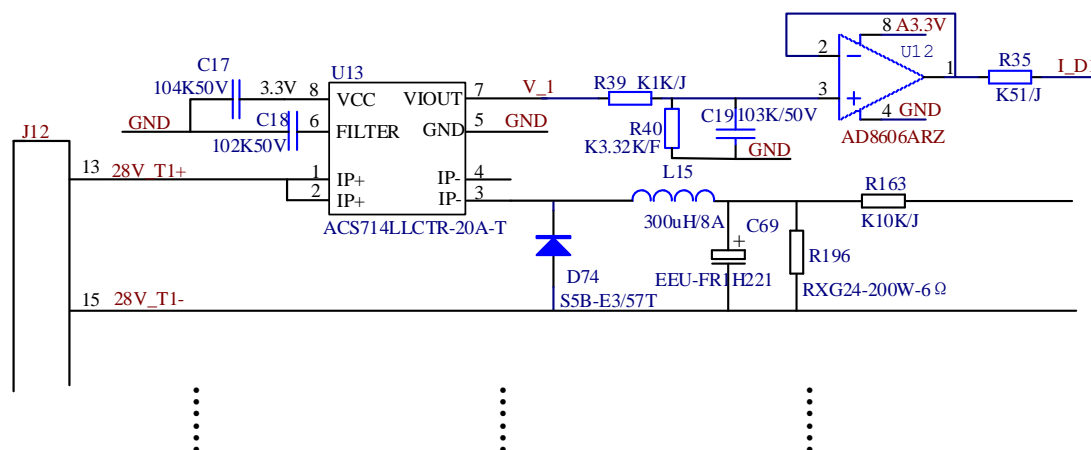 8 A3.3V
C17
104K50V
3.3V
U13
8
VCC
VIOUT
7
V_1
R39 K1K/J
2
U12
1
R35
I_D1
K51/J
3
C18
GND
6
FILTER
GND
5
GND
R40
K3.32K/F
C19
103K/50V
4
GND
AD8606ARZ
J12
102K50V
GND
13 28V_T1+
1
IP+
IP-
4
2
IP+
IP-
3
L15
300uH/8A
R163
K10K/J
ACS714LLCTR-20A-T
C69
+
D74
EEU-FR1H221
R196
15 28V_T1-
S5B-E3/57T
RXG24-200W-6Ω